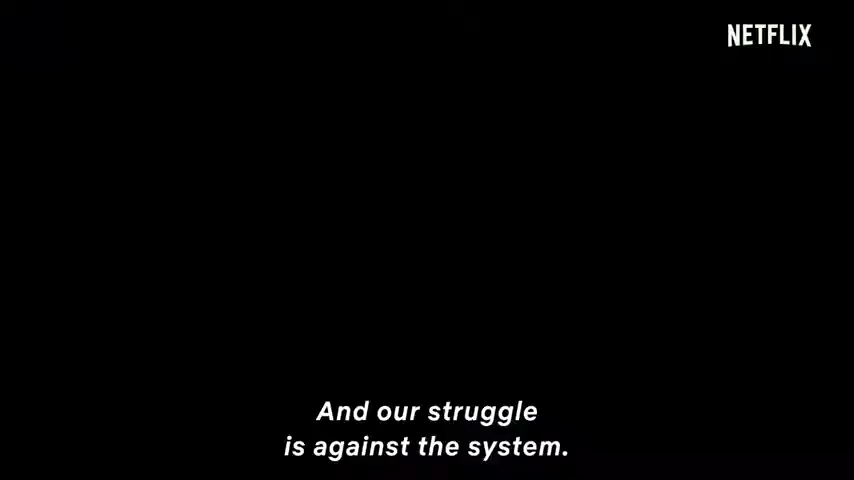 NETFLIX
And our struggle
is against the system.